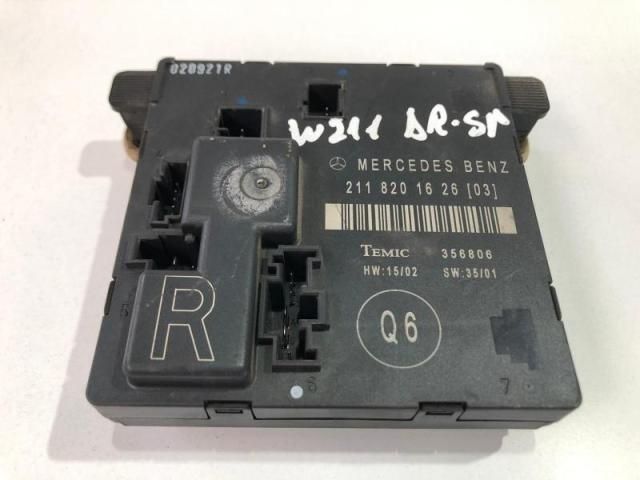 020921R
W211 DR-SP
MERCEDES BENZ
211 820 16 26 [03]
TEMIC 356806
HW:15/02 SW:35/01
R
Q6
7